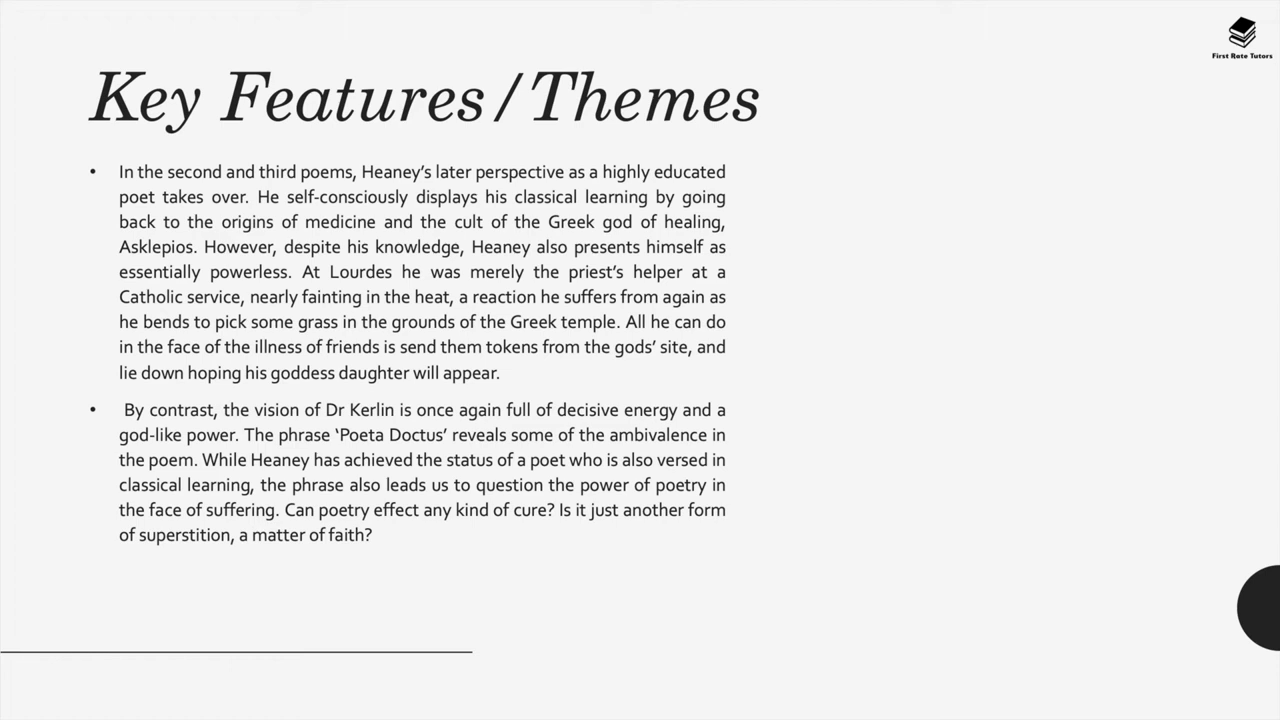 First Rate Tutors
Key Features/Themes
• In the second and third poems, Heaney’s later perspective as a highly educated
poet takes over. He self-consciously displays his classical learning by going
back to the origins of medicine and the cult of the Greek god of healing,
Asklepios. However, despite his knowledge, Heaney also presents himself as
essentially powerless. At Lourdes he was merely the priest’s helper at a
Catholic service, nearly fainting in the heat, a reaction he suffers from again as
he bends to pick some grass in the grounds of the Greek temple. All he can do
in the face of the illness of friends is send them tokens from the gods’ site, and
lie down hoping his goddess daughter will appear.
• By contrast, the vision of Dr Kerlin is once again full of decisive energy and a
god-like power. The phrase ‘Poeta Doctus’ reveals some of the ambivalence in
the poem. While Heaney has achieved the status of a poet who is also versed in
classical learning, the phrase also leads us to question the power of poetry in
the face of suffering. Can poetry effect any kind of cure? Is it just another form
of superstition, a matter of faith?